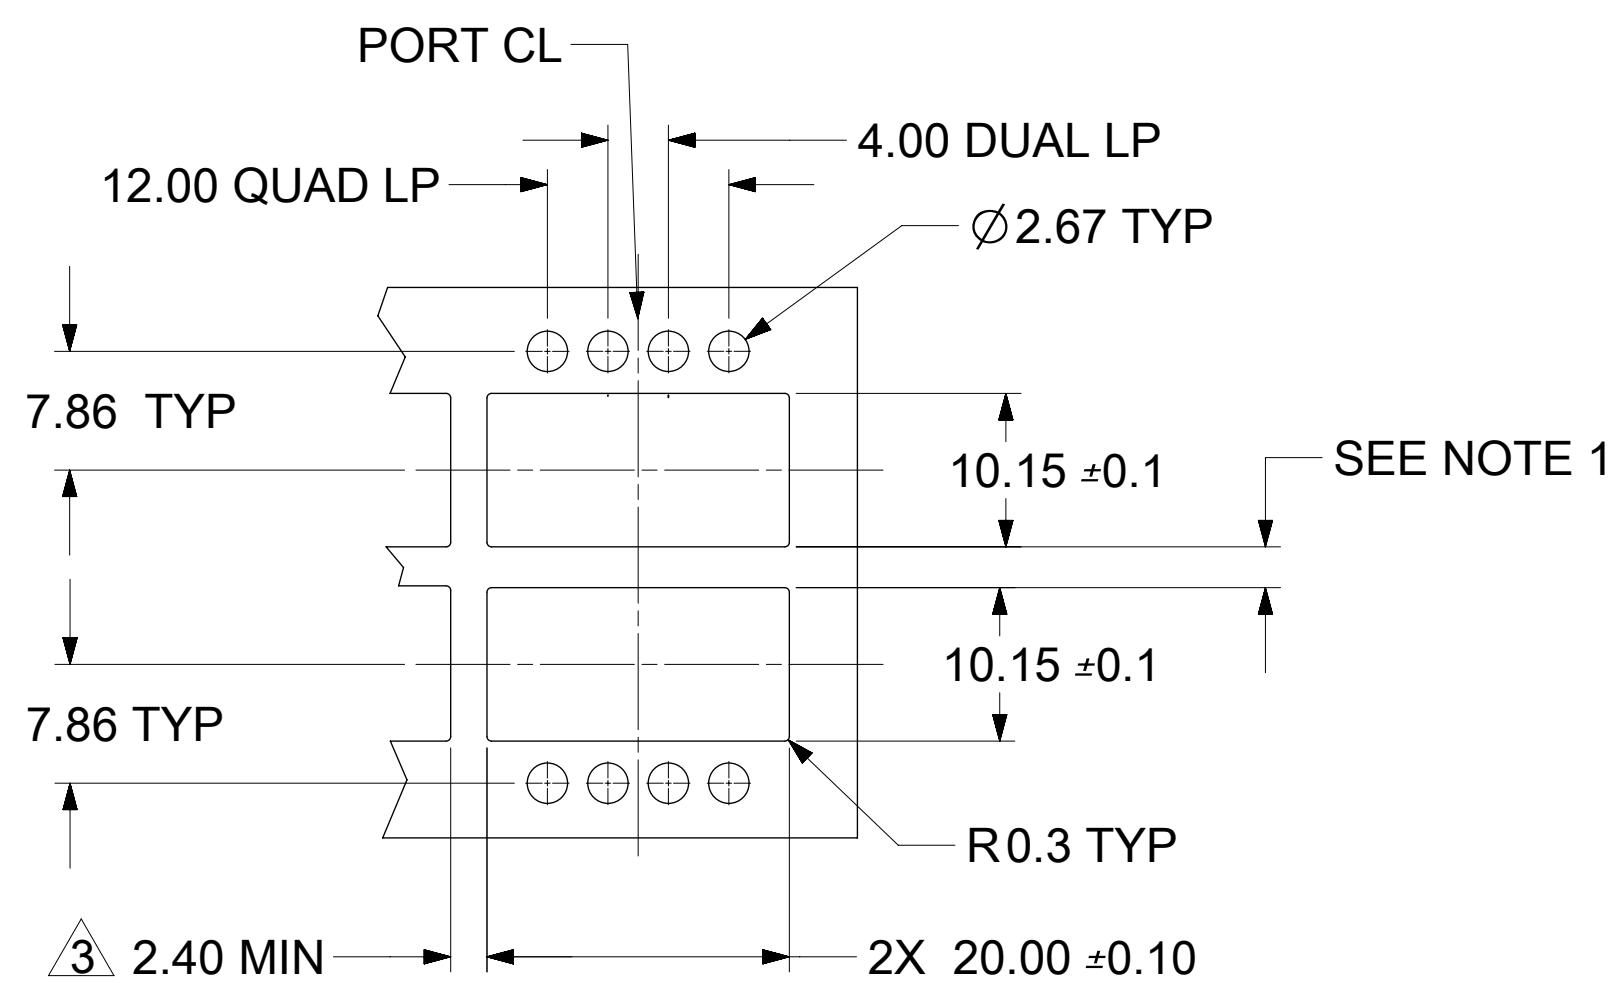 PORT CL
4.00 DUAL LP
12.00 QUAD LP
∅2.67 TYP
7.86 TYP
10.15 ±0.1
SEE NOTE 1
10.15 ±0.1
7.86 TYP
R0.3 TYP
3 2.40 MIN
2X 20.00 ±0.10